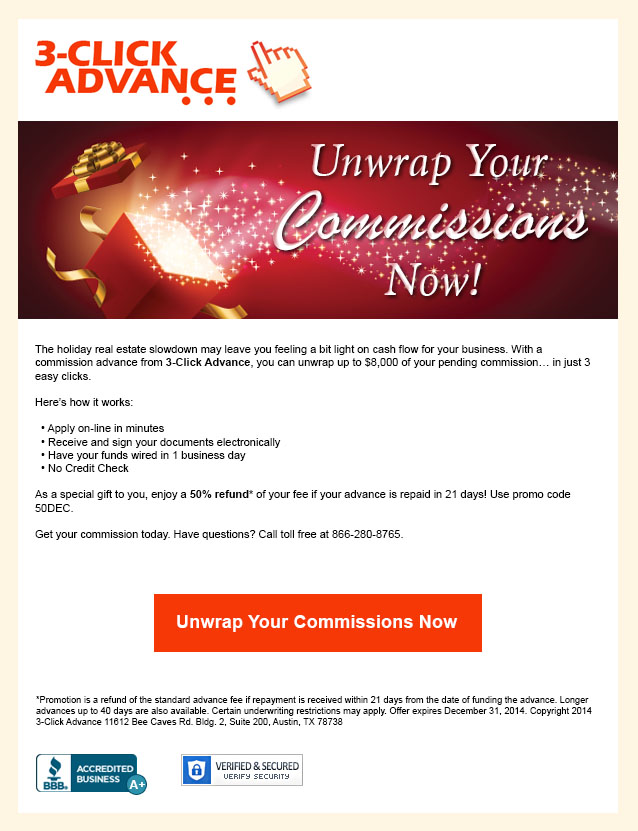 3-CLICK
ADVANCE
Unwrap Your
Commissions
Now!
The holiday real estate slowdown may leave you feeling a bit light on cash flow for your business. With a
commission advance from 3-Click Advance, you can unwrap up to $8,000 of your pending commission... in just 3
easy clicks.
Here's how it works:
• Apply on-line in minutes
• Receive and sign your documents electronically
• Have your funds wired in 1 business day
• No Credit Check
As a special gift to you, enjoy a 50% refund* of your fee if your advance is repaid in 21 days! Use promo code
50DEC.
Get your commission today. Have questions? Call toll free at 866-280-8765.
Unwrap Your Commissions Now
*Promotion is a refund of the standard advance fee if repayment is received within 21 days from the date of funding the advance. Longer
advances up to 40 days are also available. Certain underwriting restrictions may apply. Offer expires December 31, 2014. Copyright 2014
3-Click Advance 11612 Bee Caves Rd. Bldg. 2, Suite 200, Austin, TX 78738
BBB.
ACCREDITED
BUSINESS
A+
VERIFIED & SECURED
VERIFY SECURITY